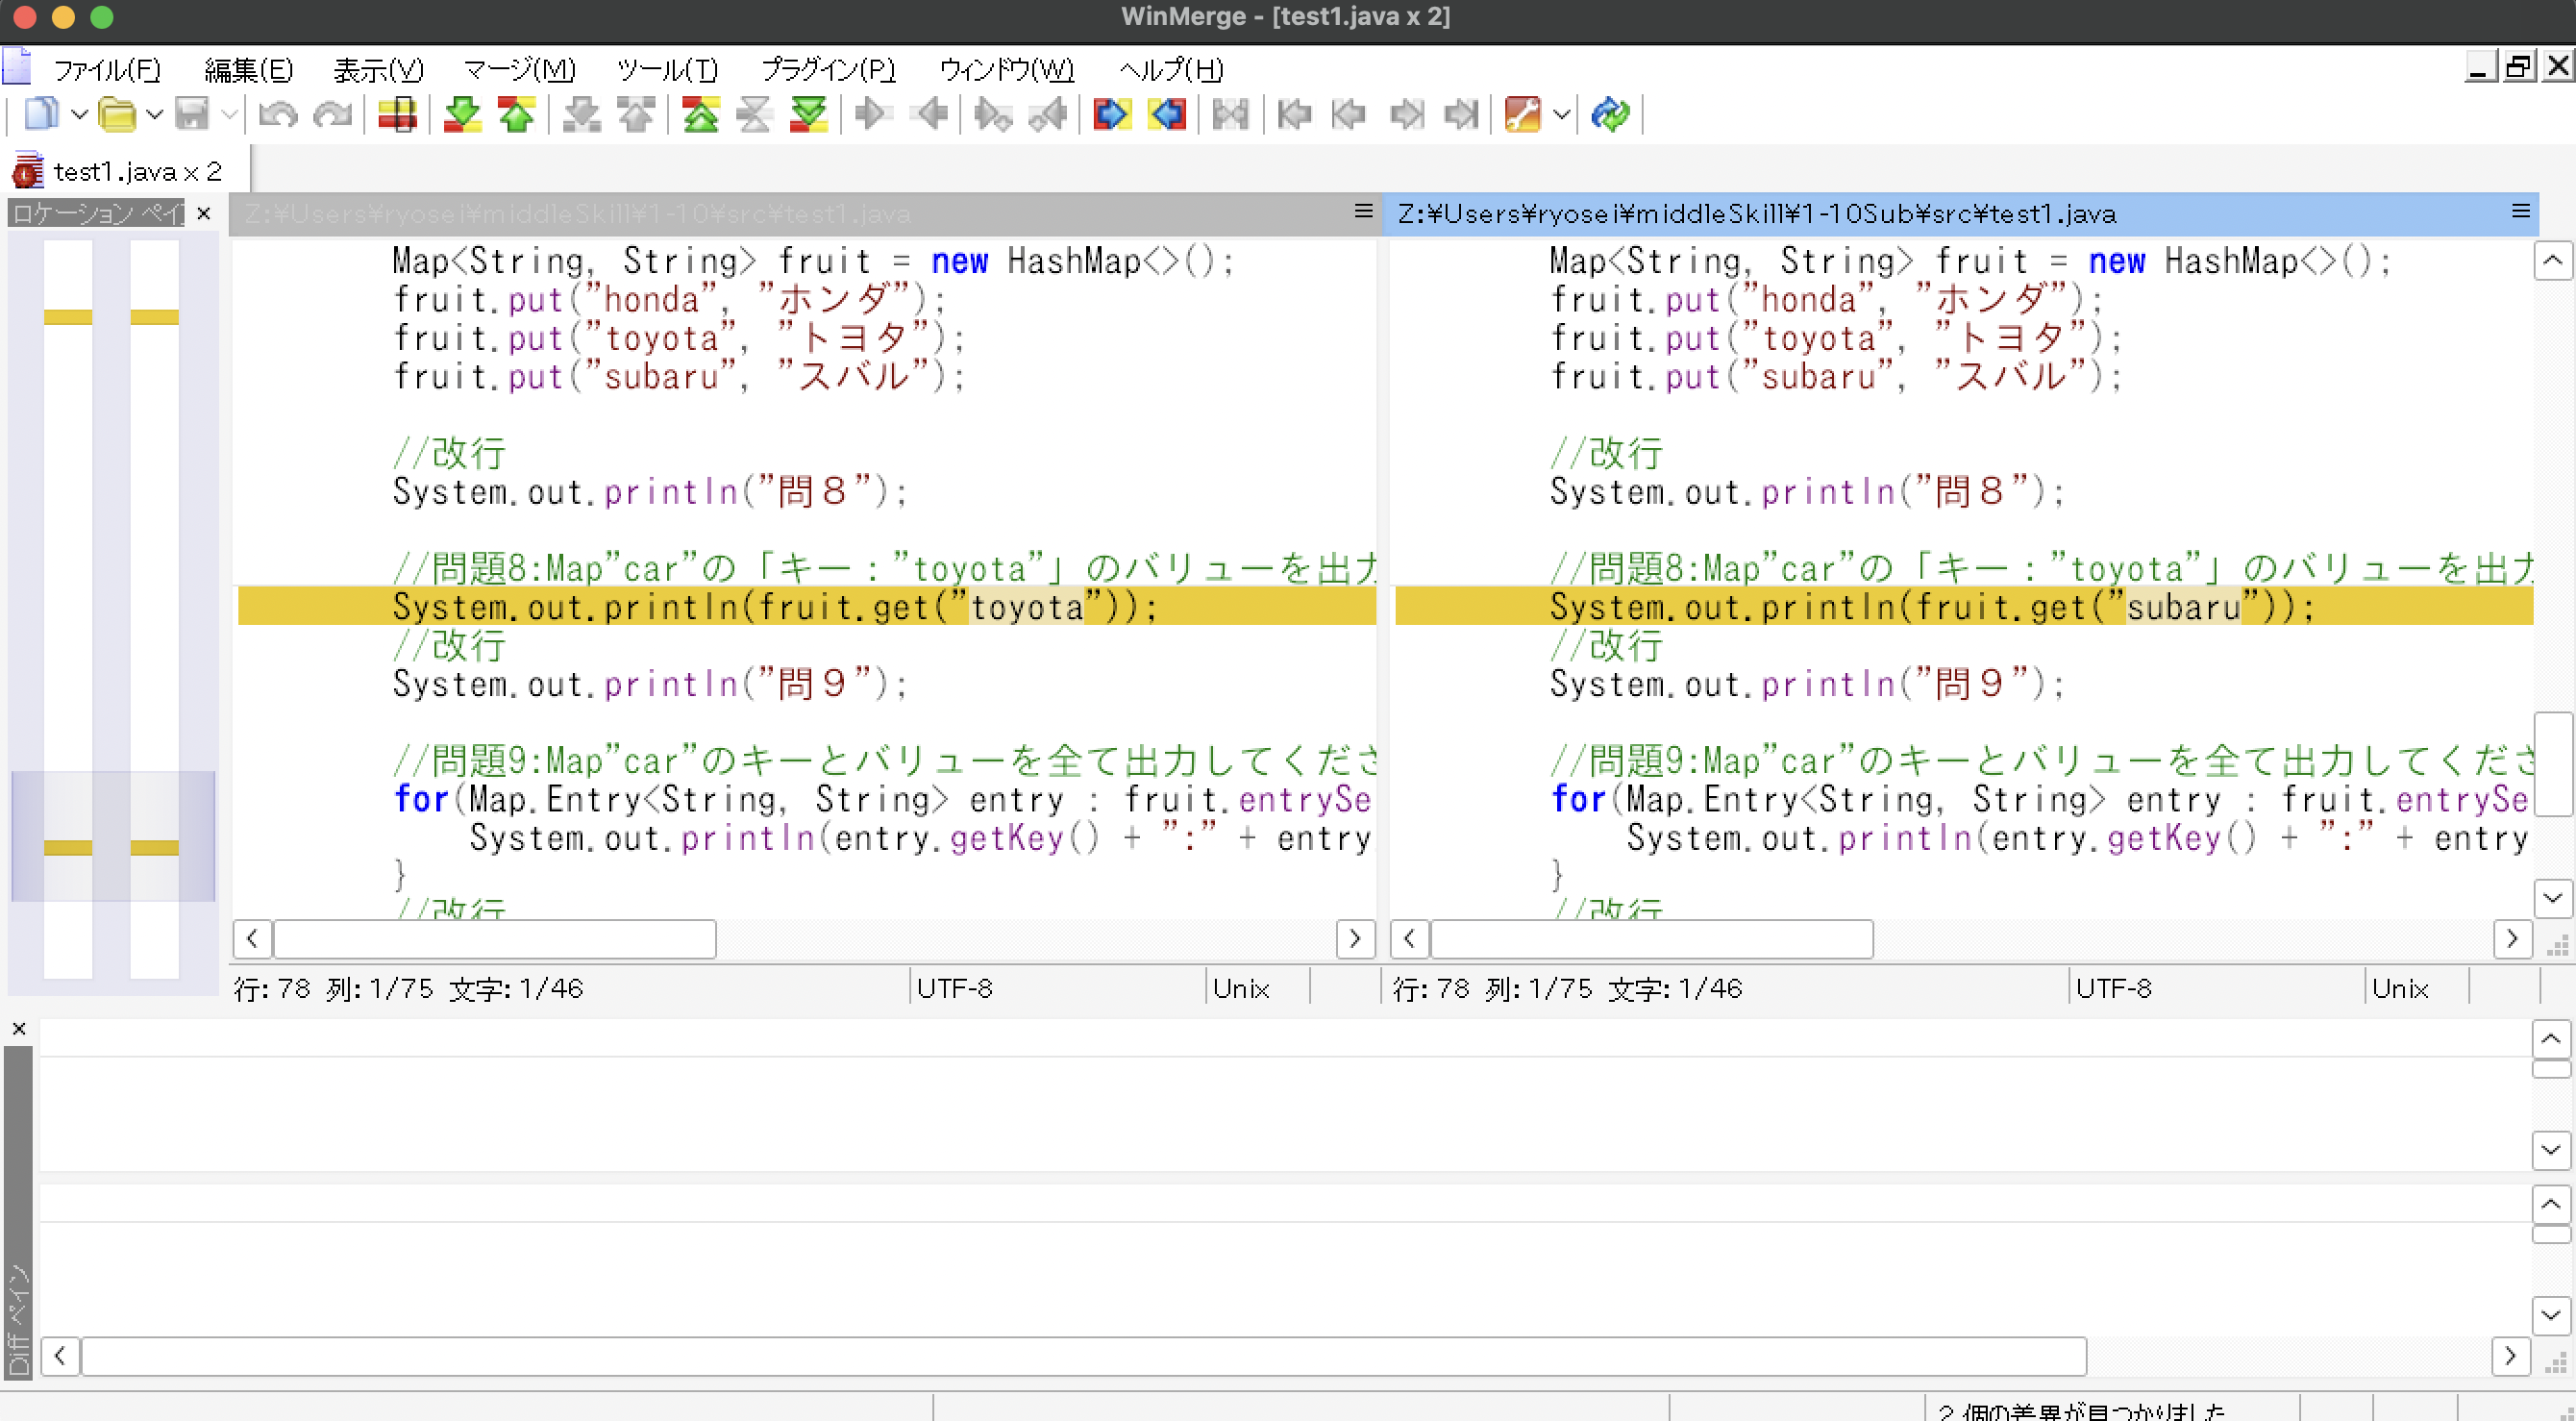 WinMerge - [test1.java x 2]
ファイル(F) 編集(E) 表示(V) マージ(M) ツール(T) プラグイン(P) ウィンドウ(W) ヘルプ(H)
test1.java x 2
ロケーション ペイ
Z:¥Users¥ryosei¥middleSkill¥1-10¥src¥test1.java
Map<String, String> fruit = new HashMap<>();
fruit.put("honda", "ホンダ");
fruit.put("toyota", "トヨタ");
fruit.put("subaru", "スバル");
//改行
System.out.println("問８");
//問題8:Map"car"の「キー："toyota"」のバリューを出力
System.out.println(fruit.get("toyota"));
//改行
System.out.println("問９");
//問題9:Map"car"のキーとバリューを全て出力してくださ
for(Map.Entry<String, String> entry : fruit.entrySe
System.out.println(entry.getKey() + ":" + entry.
}
//改行
行: 78 列: 1/75 文字: 1/46 UTF-8 Unix
Z:¥Users¥ryosei¥middleSkill¥1-10Sub¥src¥test1.java
Map<String, String> fruit = new HashMap<>();
fruit.put("honda", "ホンダ");
fruit.put("toyota", "トヨタ");
fruit.put("subaru", "スバル");
//改行
System.out.println("問８");
//問題8:Map"car"の「キー："toyota"」のバリューを出力
System.out.println(fruit.get("subaru"));
//改行
System.out.println("問９");
//問題9:Map"car"のキーとバリューを全て出力してくださ
for(Map.Entry<String, String> entry : fruit.entrySe
System.out.println(entry.getKey() + ":" + entry
}
//改行
行: 78 列: 1/75 文字: 1/46 UTF-8 Unix
Diff ペイン
2 個の差異が見つかりました